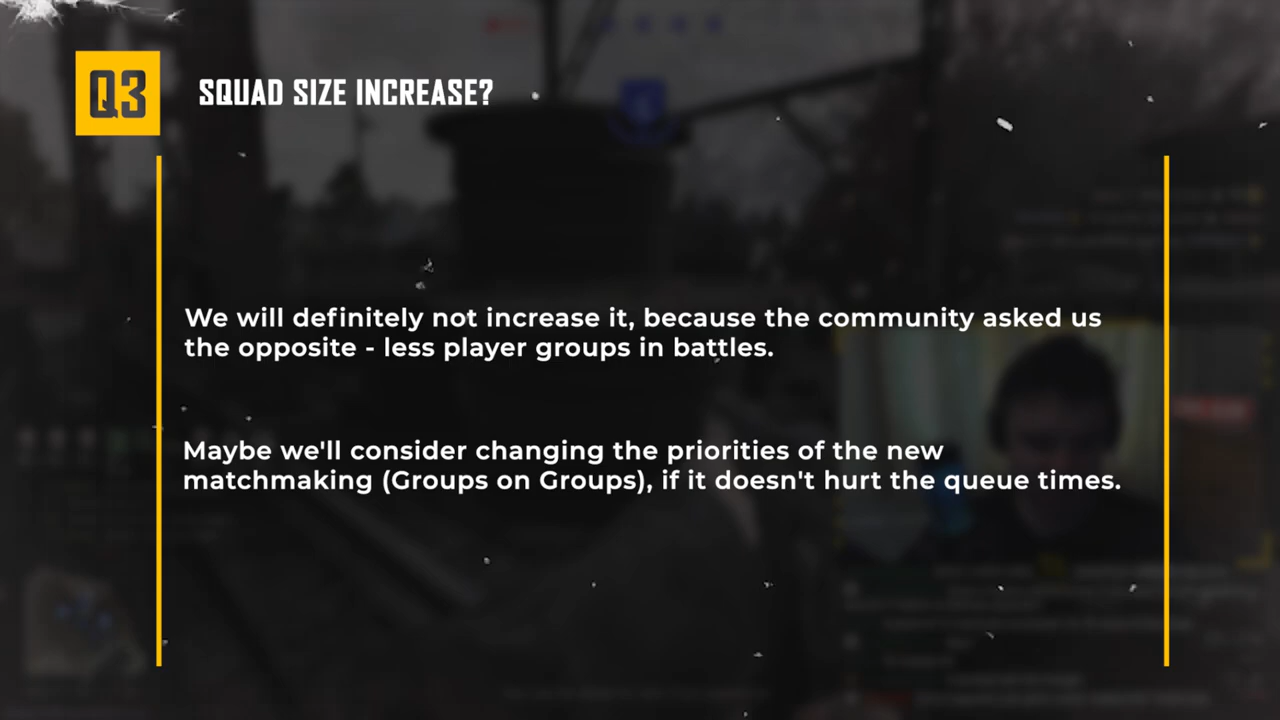 Q3
SQUAD SIZE INCREASE?
We will definitely not increase it, because the community asked us
the opposite - less player groups in battles.
Maybe we'll consider changing the priorities of the new
matchmaking (Groups on Groups), if it doesn't hurt the queue times.